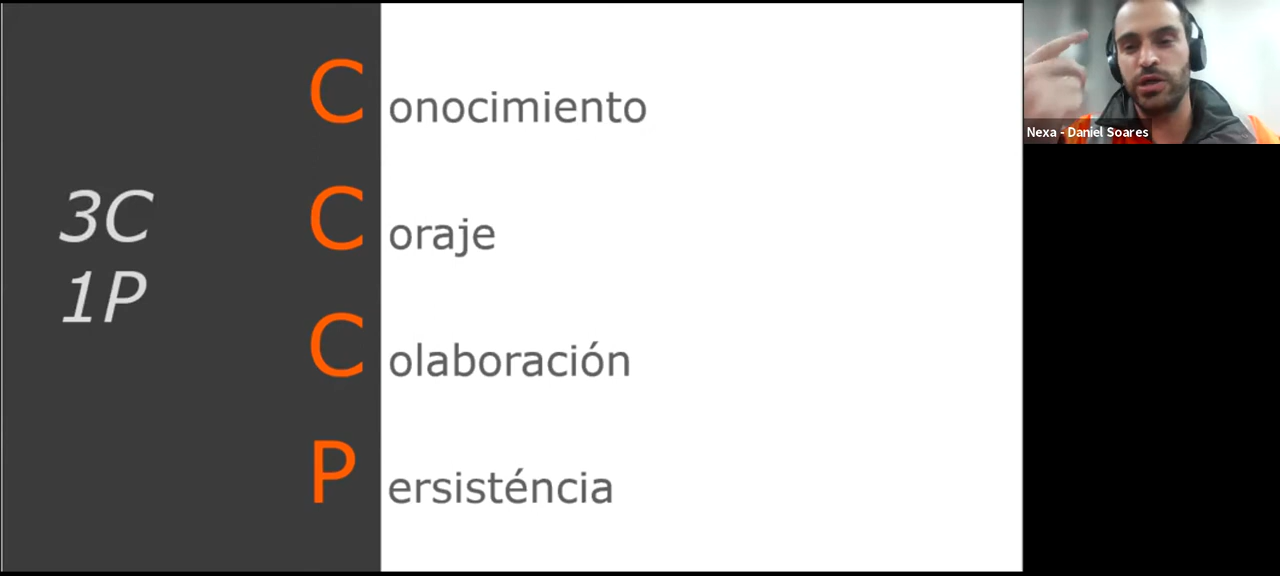 3C
1P
Conocimiento
Coraje
Colaboración
Persisténcia
Nexa - Daniel Soares